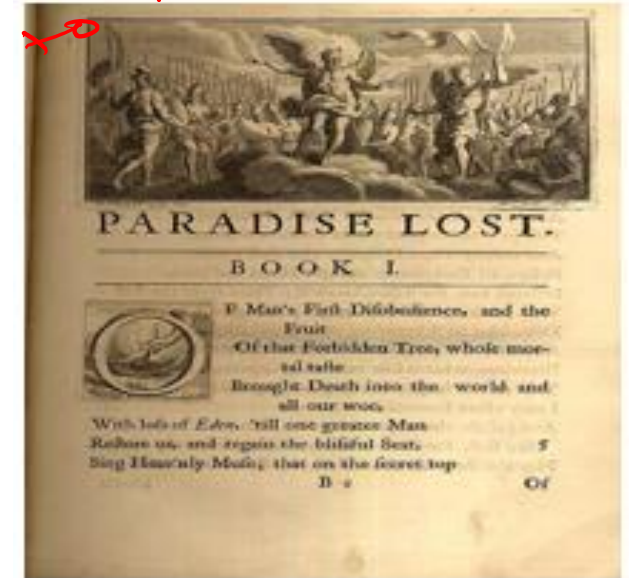 PARADISE LOST.
BOOK I.
OF Man's First Disobedience, and the
Fruit
Of that Forbidden Tree, whose mor-
tal taste
Brought Death into the world, and
all our woe,
With loss of Eden, 'till one greater Man
Restore us, and regain the blissful Seat,
5
Sing Heav'nly Muse, that on the secret top
B
Of